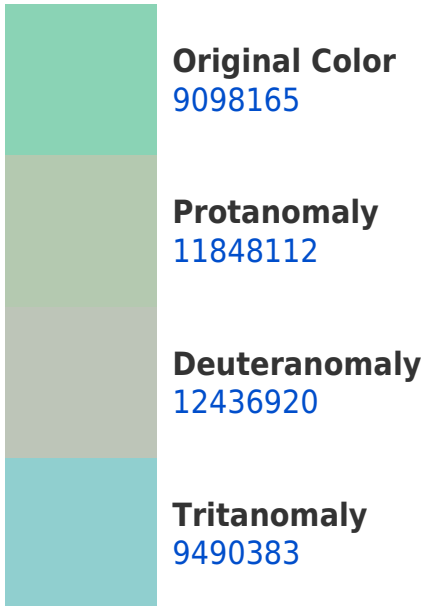 Original Color
9098165
Protanomaly
11848112
Deuteranomaly
12436920
Tritanomaly
9490383